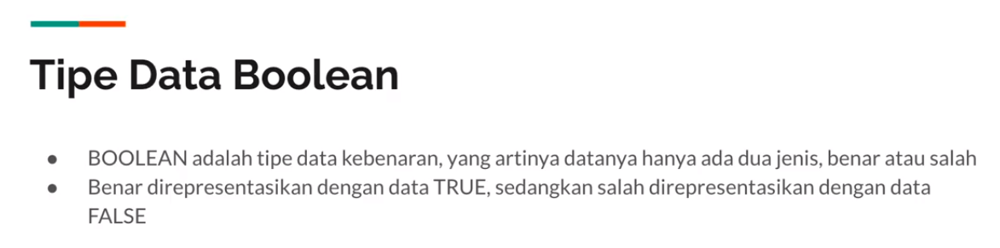 Tipe Data Boolean
● BOOLEAN adalah tipe data kebenaran, yang artinya datanya hanya ada dua jenis, benar atau salah
● Benar direpresentasikan dengan data TRUE, sedangkan salah direpresentasikan dengan data
FALSE